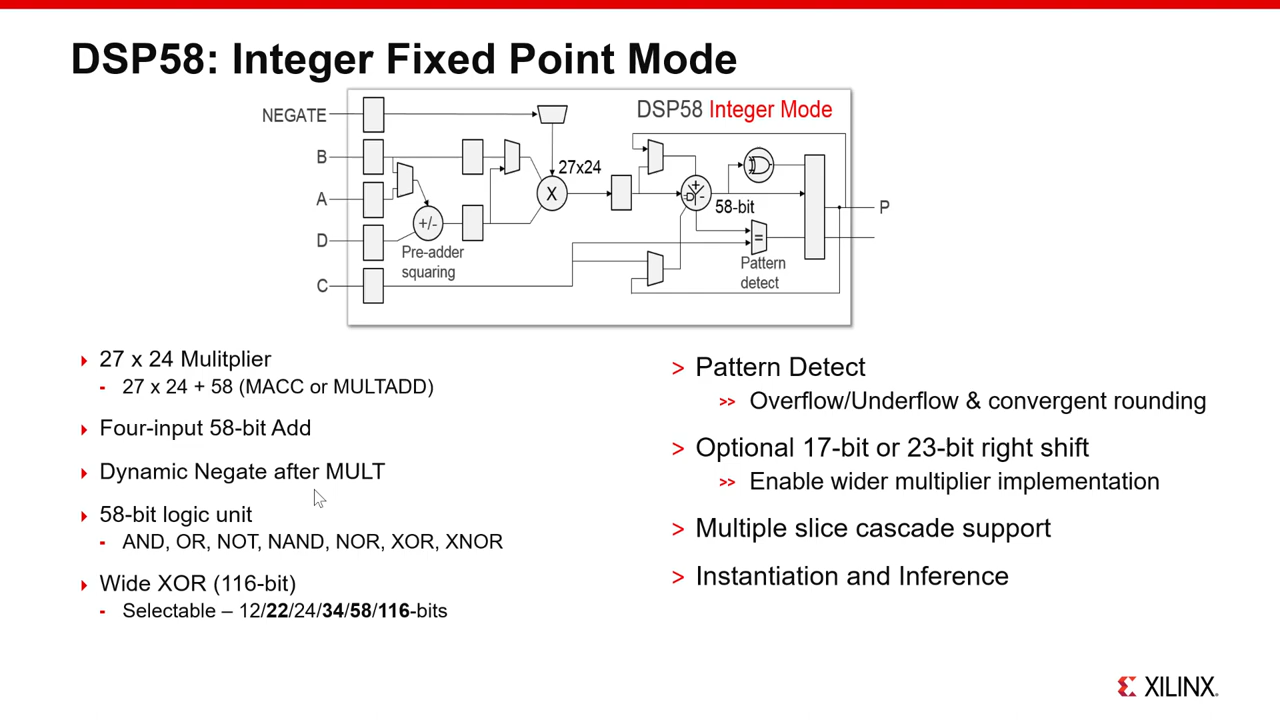 DSP58: Integer Fixed Point Mode
DSP58 Integer Mode
NEGATE
B
A
D
C
+/-
Pre-adder
squaring
X
27x24
+
-D
-
58-bit
=
Pattern
detect
P
27 x 24 Mulitplier
- 27 x 24 + 58 (MACC or MULTADD)
Four-input 58-bit Add
Dynamic Negate after MULT
58-bit logic unit
- AND, OR, NOT, NAND, NOR, XOR, XNOR
Wide XOR (116-bit)
- Selectable – 12/22/24/34/58/116-bits
> Pattern Detect
>> Overflow/Underflow & convergent rounding
> Optional 17-bit or 23-bit right shift
>> Enable wider multiplier implementation
> Multiple slice cascade support
> Instantiation and Inference
XILINX.